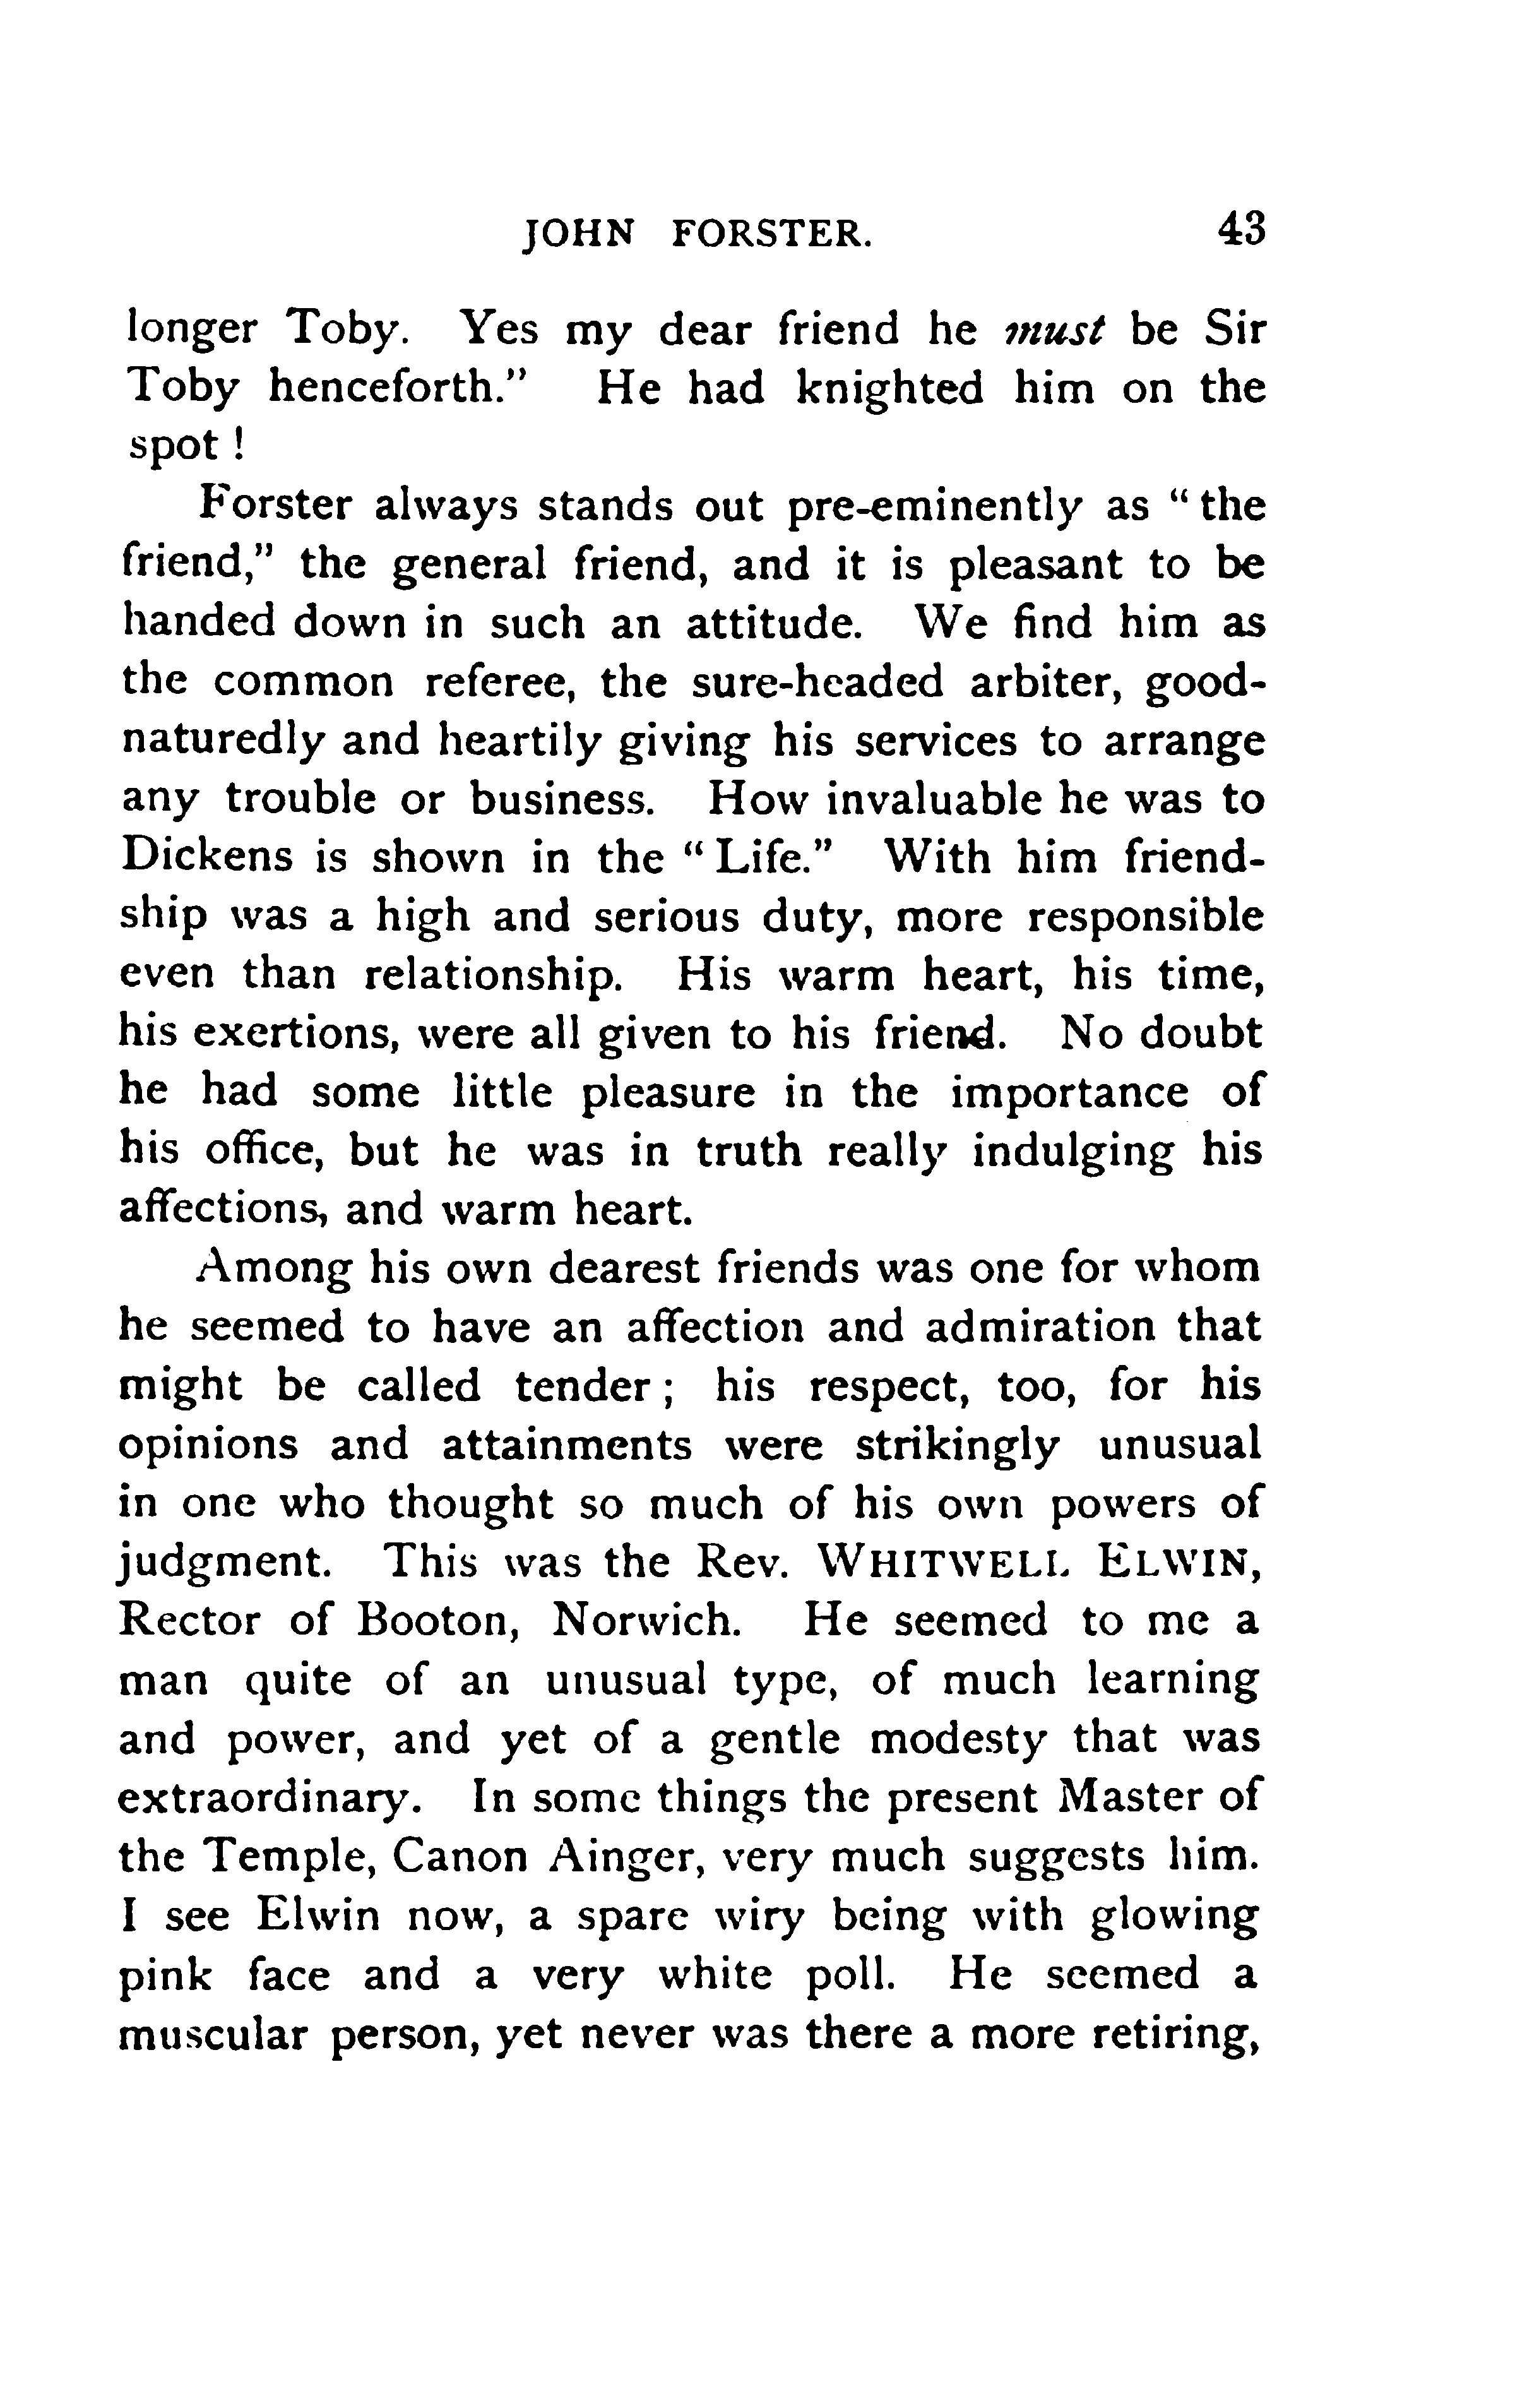 JOHN FORSTER. 43
longer Toby. Yes my dear friend he must be Sir
Toby henceforth." He had knighted him on the
spot !
Forster always stands out pre-eminently as "the
friend," the general friend, and it is pleasant to be
handed down in such an attitude. We find him as
the common referee, the sure-headed arbiter, good-
naturedly and heartily giving his services to arrange
any trouble or business. How invaluable he was to
Dickens is shown in the "Life." With him friend-
ship was a high and serious duty, more responsible
even than relationship. His warm heart, his time,
his exertions, were all given to his friend. No doubt
he had some little pleasure in the importance of
his office, but he was in truth really indulging his
affections, and warm heart.
Among his own dearest friends was one for whom
he seemed to have an affection and admiration that
might be called tender; his respect, too, for his
opinions and attainments were strikingly unusual
in one who thought so much of his own powers of
judgment. This was the Rev. WHITWELL ELWIN,
Rector of Booton, Norwich. He seemed to me a
man quite of an unusual type, of much learning
and power, and yet of a gentle modesty that was
extraordinary. In some things the present Master of
the Temple, Canon Ainger, very much suggests him.
I see Elwin now, a spare wiry being with glowing
pink face and a very white poll. He seemed a
muscular person, yet never was there a more retiring,